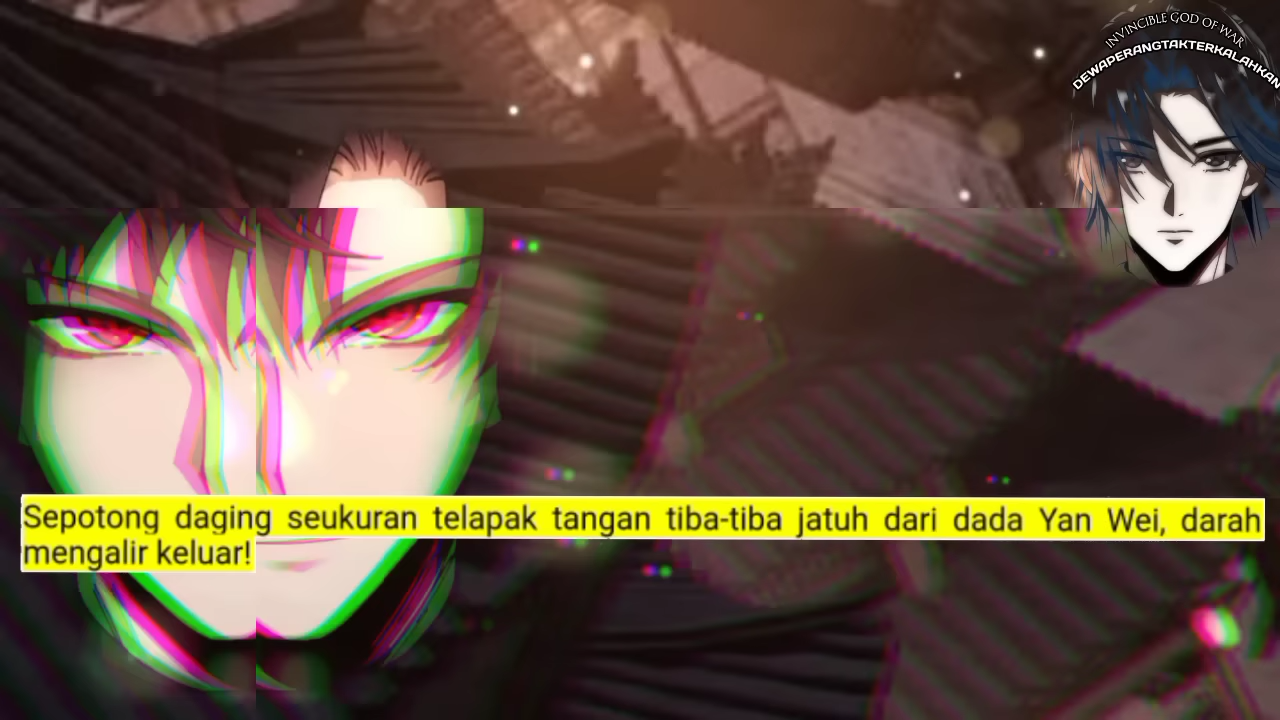 INVINCIBLE GOD OF WAR
DEWAPERANGTAKTERKALAHKAN
Sepotong daging seukuran telapak tangan tiba-tiba jatuh dari dada Yan Wei, darah
mengalir keluar!